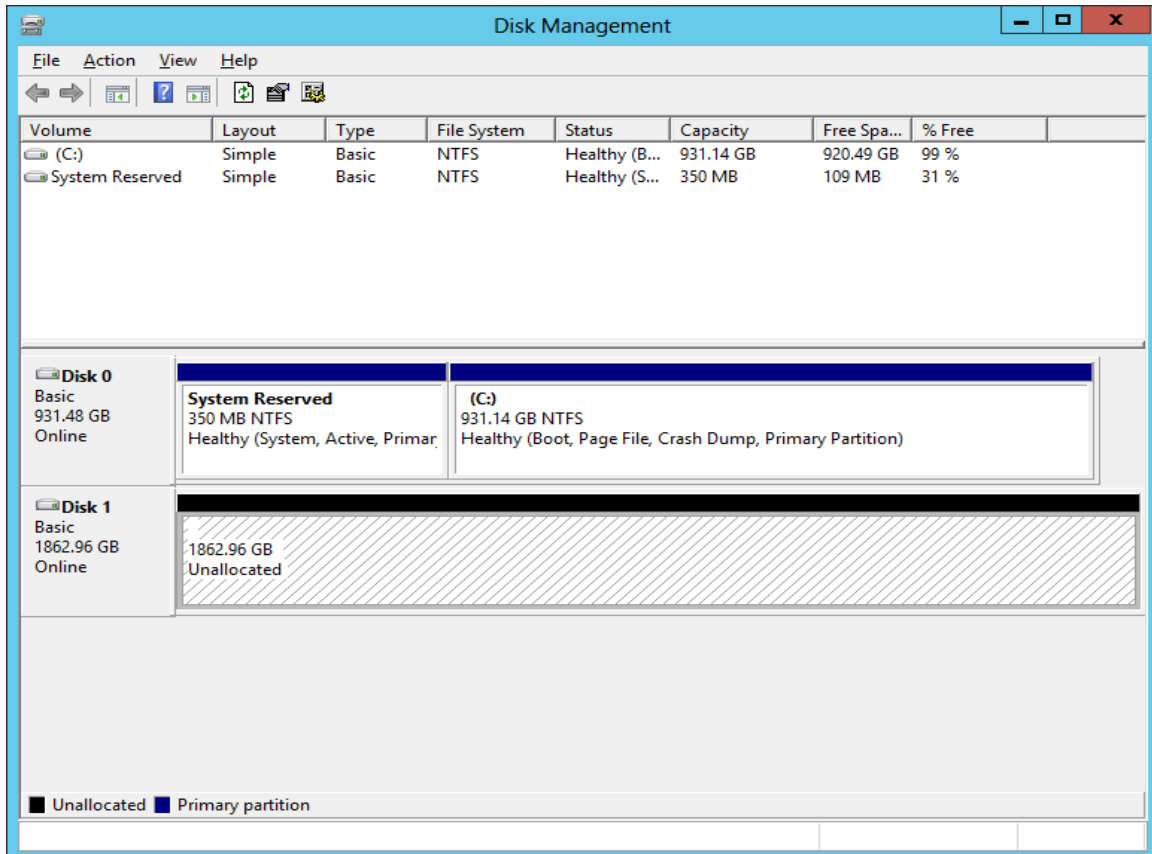 Disk Management
File Action View Help
Volume Layout Type File System Status Capacity Free Spa... % Free
(C:) Simple Basic NTFS Healthy (B... 931.14 GB 920.49 GB 99 %
System Reserved Simple Basic NTFS Healthy (S... 350 MB 109 MB 31 %
Disk 0
Basic
931.48 GB
Online
System Reserved
350 MB NTFS
Healthy (System, Active, Primar
(C:)
931.14 GB NTFS
Healthy (Boot, Page File, Crash Dump, Primary Partition)
Disk 1
Basic
1862.96 GB
Online
1862.96 GB
Unallocated
Unallocated Primary partition